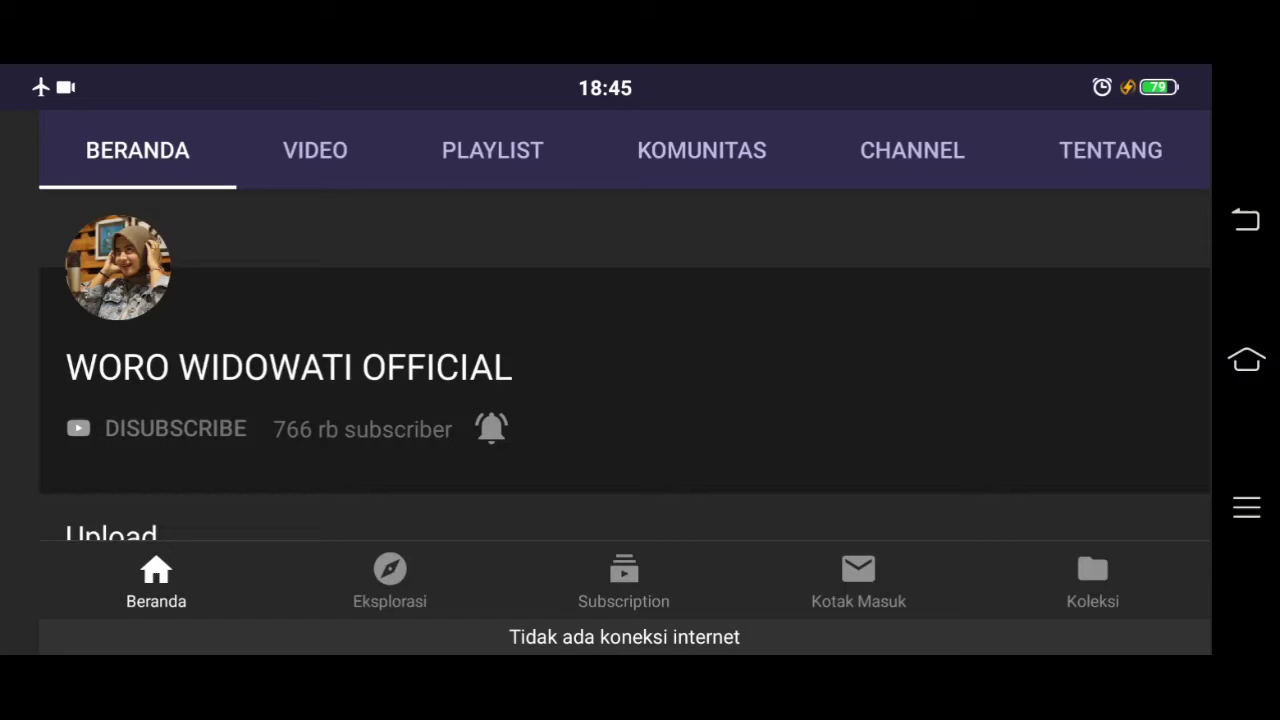 18:45
79
BERANDA VIDEO PLAYLIST KOMUNITAS CHANNEL TENTANG
WORO WIDOWATI OFFICIAL
DISUBSCRIBE 766 rb subscriber
Upload
Beranda Eksplorasi Subscription Kotak Masuk Koleksi
Tidak ada koneksi internet